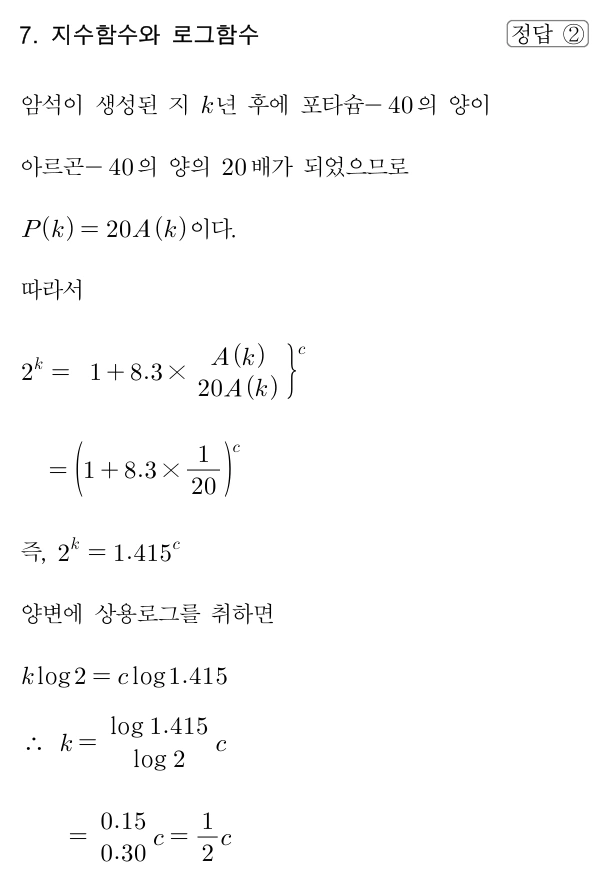 7. 지수함수와 로그함수 정답 ②
암석이 생성된 지 k년 후에 포타슘− 40의 양이
아르곤− 40의 양의 20배가 되었으므로
P(k) = 20A(k)이다.
따라서
2^k = 1 + 8.3 × A(k) / 20A(k) }^c
= (1 + 8.3 × 1/20)^c
즉, 2^k = 1.415^c
양변에 상용로그를 취하면
k log 2 = c log 1.415
∴ k = log 1.415 / log 2 c
= 0.15 / 0.30 c = 1/2 c